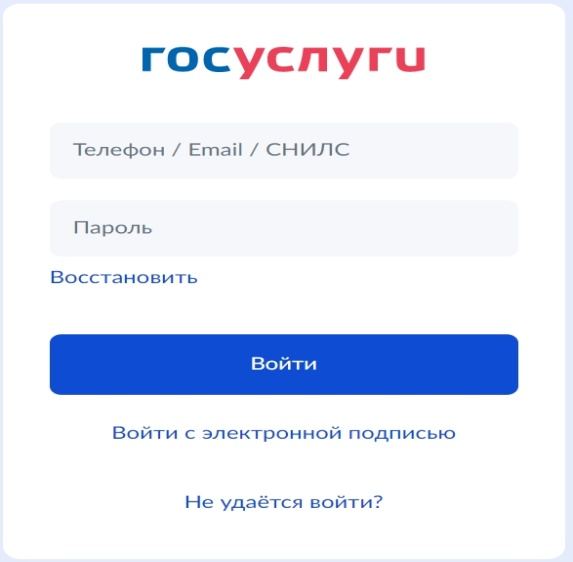 госуслуги
Телефон / Email / СНИЛС
Пароль
Восстановить
Войти
Войти с электронной подписью
Не удаётся войти?